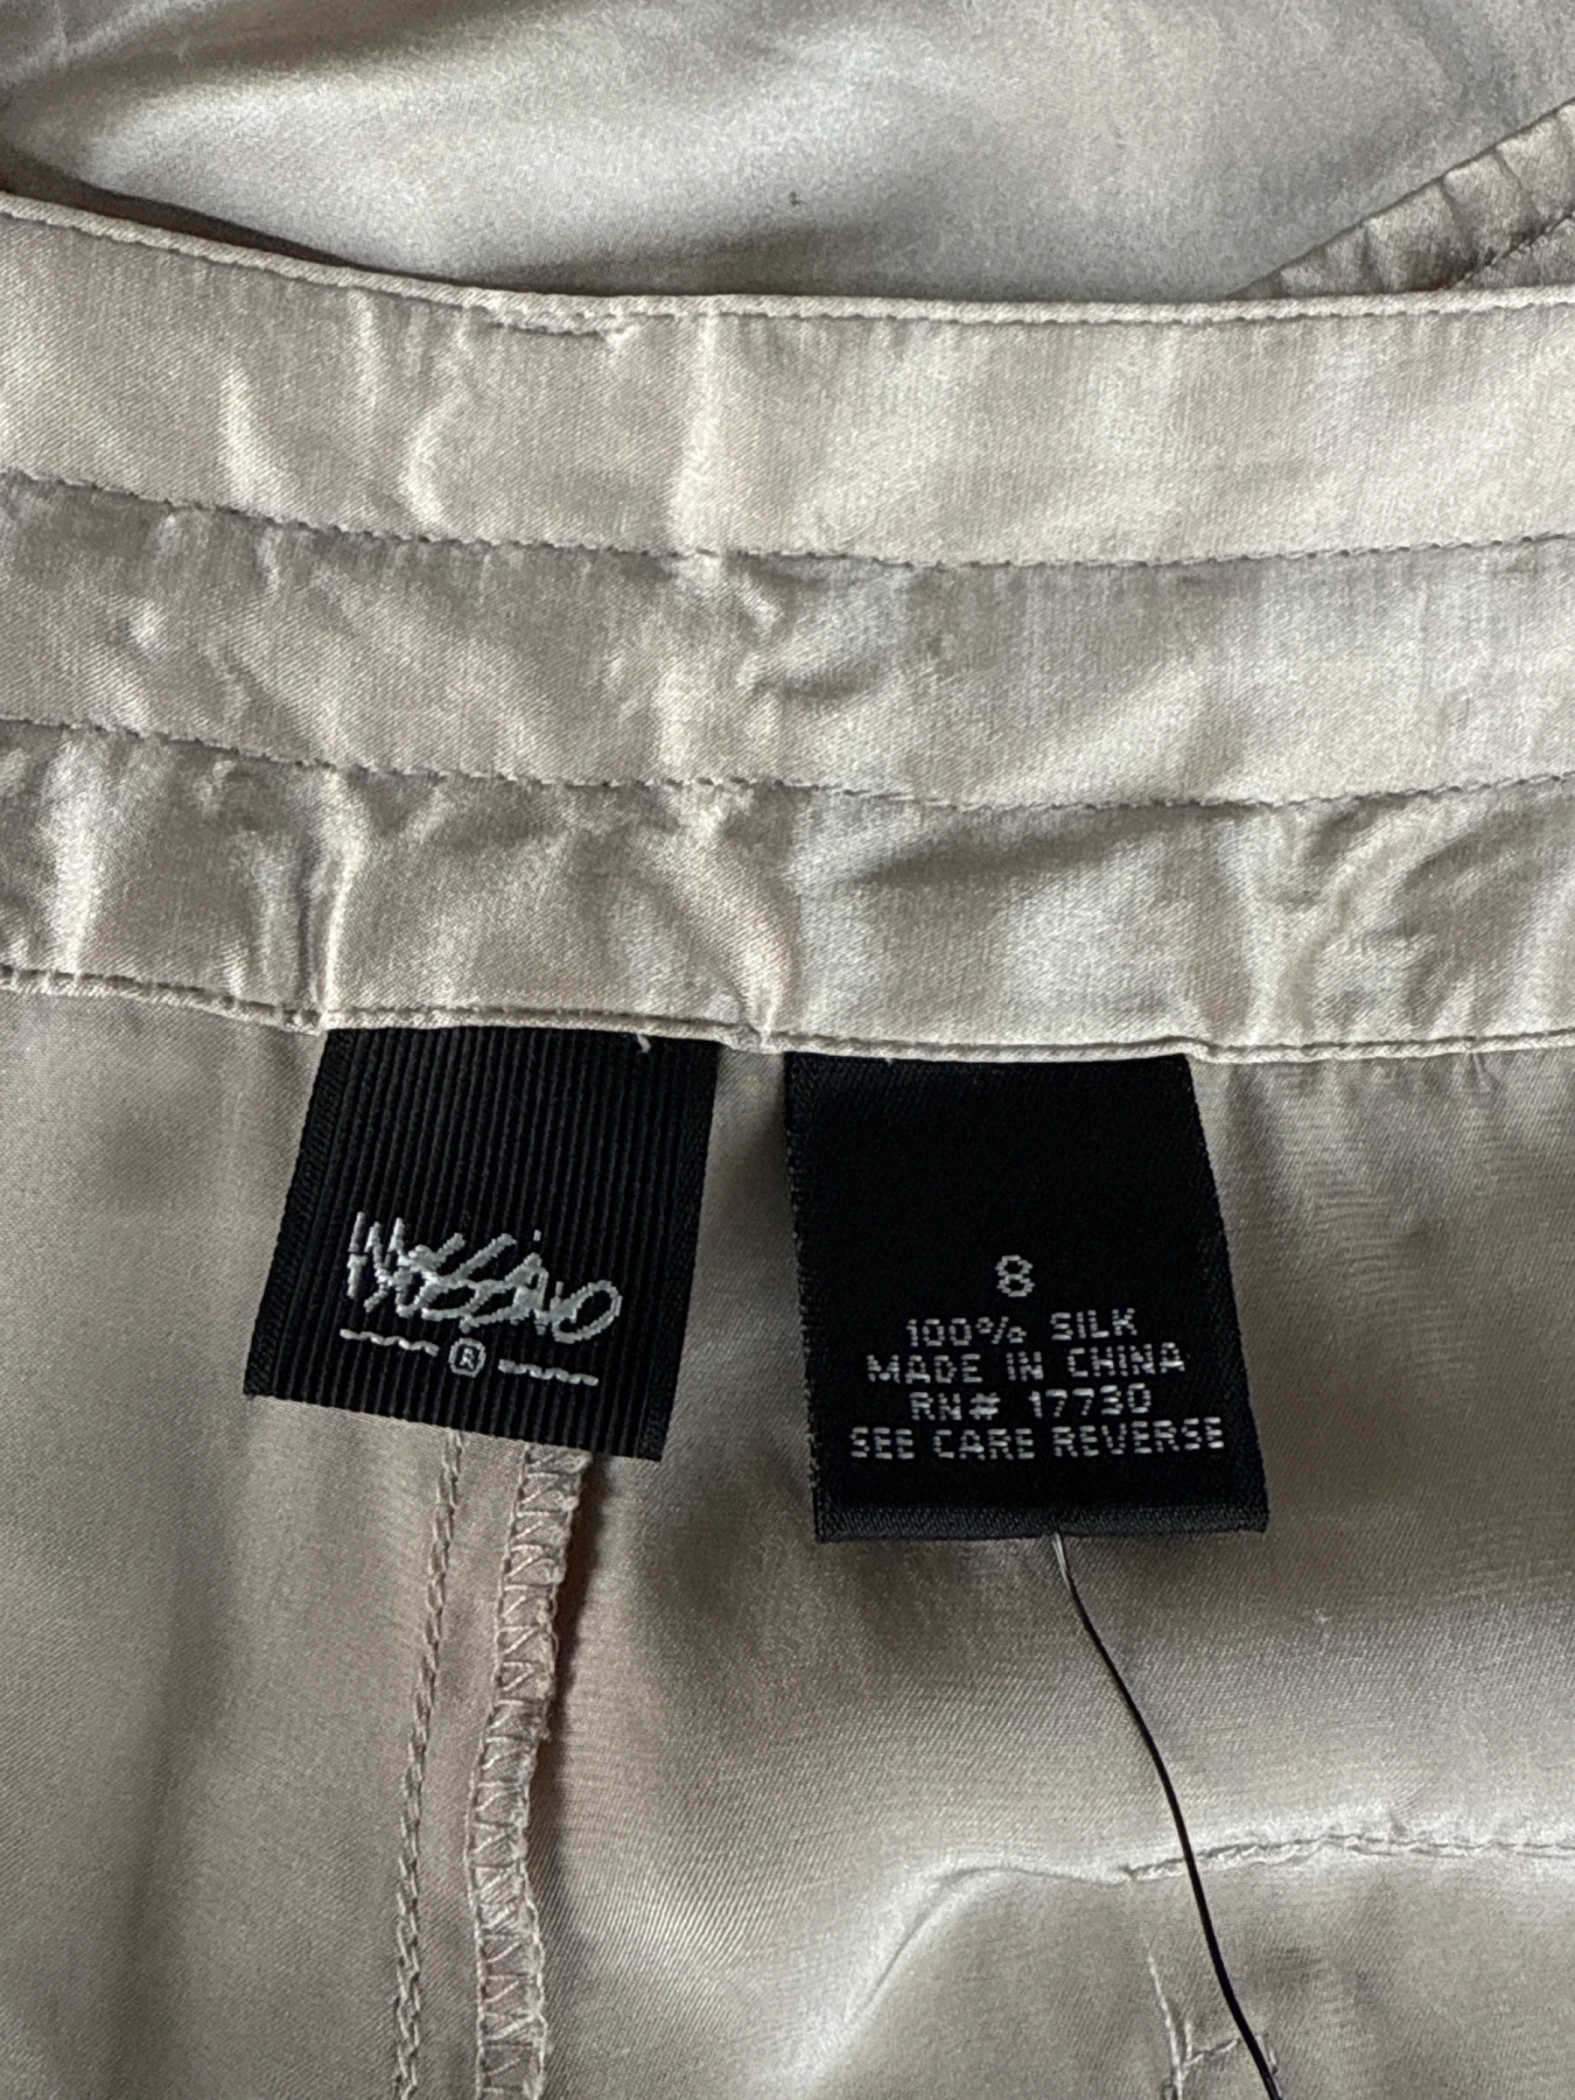 MOSSIMO
®
8
100% SILK
MADE IN CHINA
RN# 17730
SEE CARE REVERSE